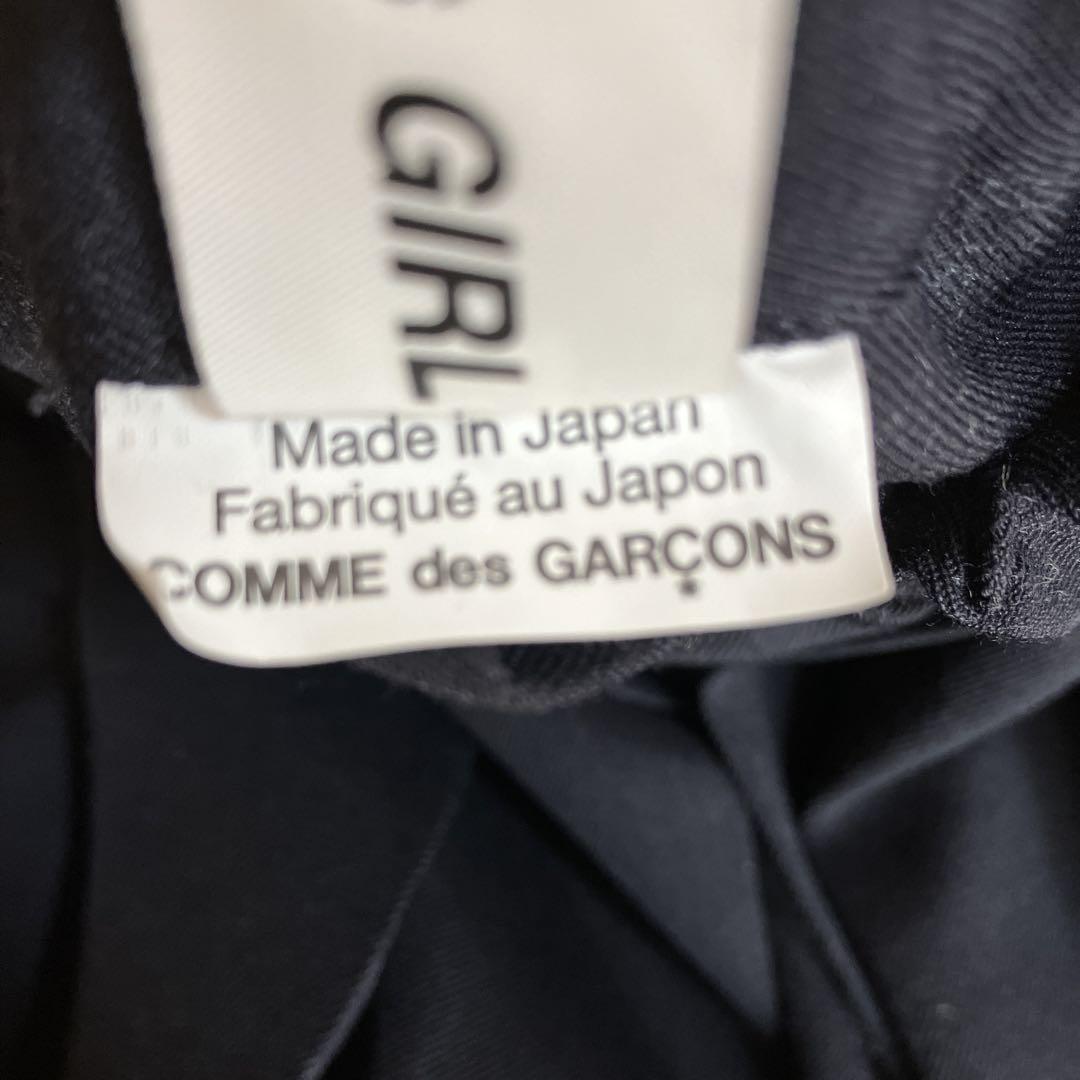 GIRL
Made in Japan
Fabriqué au Japon
COMME des GARÇONS